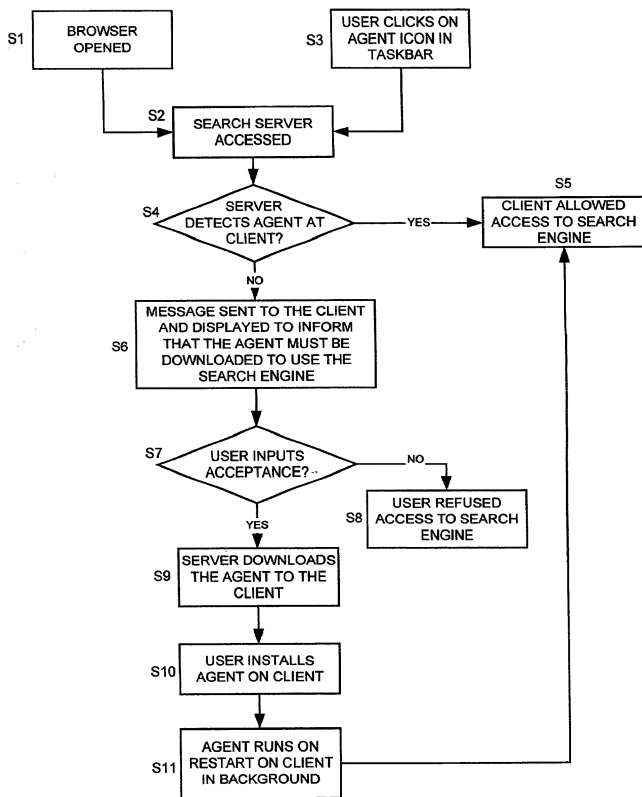 S1
BROWSER
OPENED
S3
USER CLICKS ON
AGENT ICON IN
TASKBAR
S2
SEARCH SERVER
ACCESSED
S4
SERVER
DETECTS AGENT AT
CLIENT?
YES
S5
CLIENT ALLOWED
ACCESS TO SEARCH
ENGINE
NO
S6
MESSAGE SENT TO THE CLIENT
AND DISPLAYED TO INFORM
THAT THE AGENT MUST BE
DOWNLOADED TO USE THE
SEARCH ENGINE
S7
USER INPUTS
ACCEPTANCE?
NO
S8
USER REFUSED
ACCESS TO SEARCH
ENGINE
YES
S9
SERVER DOWNLOADS
THE AGENT TO THE
CLIENT
S10
USER INSTALLS
AGENT ON CLIENT
S11
AGENT RUNS ON
RESTART ON CLIENT
IN BACKGROUND